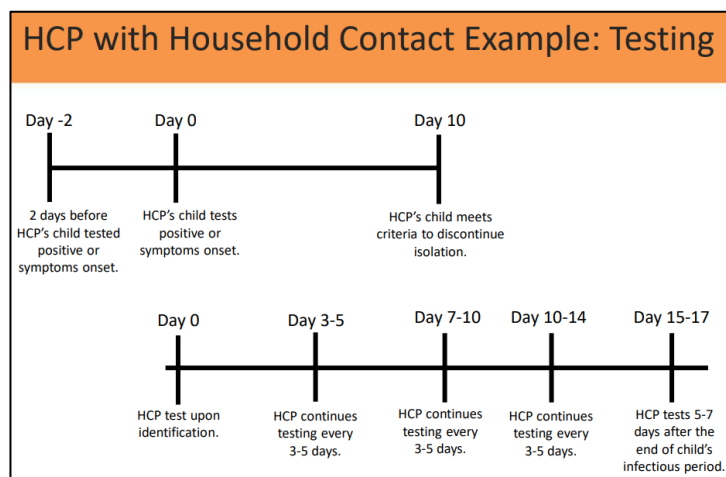 HCP with Household Contact Example: Testing
Day -2
Day 0
Day 10
2 days before
HCP's child tested
positive or
symptoms onset.
HCP's child tests
positive or
symptoms onset.
HCP's child meets
criteria to discontinue
isolation.
Day 0
Day 3-5
Day 7-10
Day 10-14
Day 15-17
HCP test upon
identification.
HCP continues
testing every
3-5 days.
HCP continues
testing every
3-5 days.
HCP continues
testing every
3-5 days.
HCP tests 5-7
days after the
end of child's
infectious period.